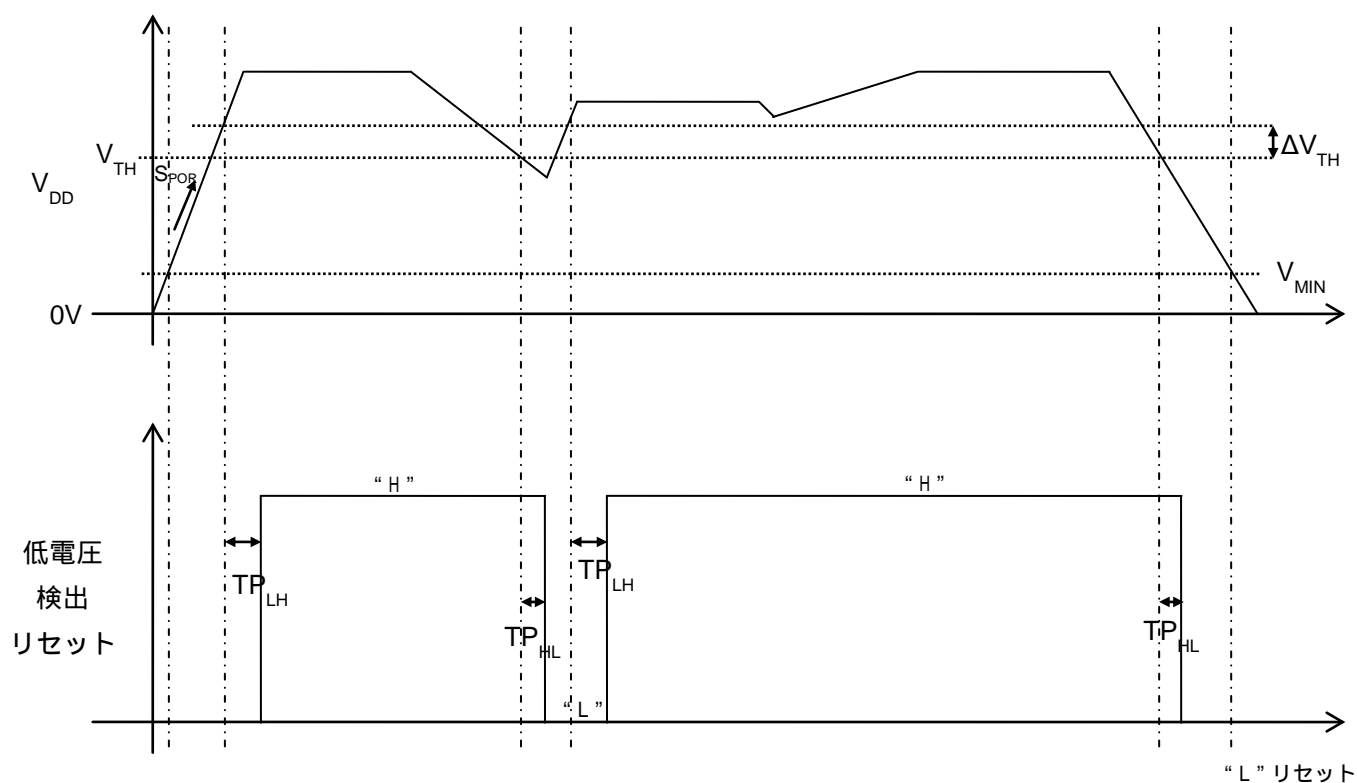 V_TH
ΔV_TH
S_POR
V_DD
V_MIN
0V
“H”
“H”
低電圧
検出
リセット
TP_LH
TP_LH
TP_HL
TP_HL
“L”
“L”リセット